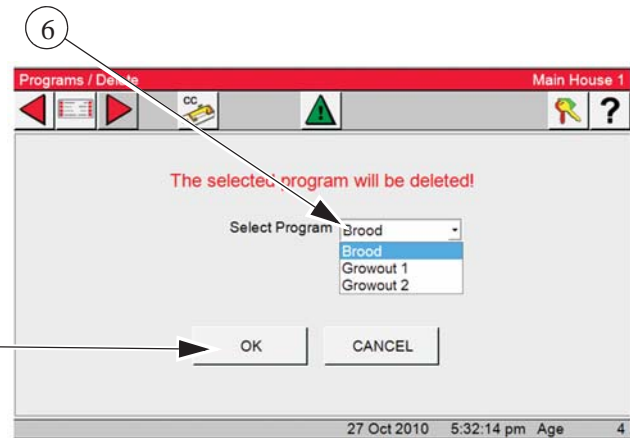 6
Programs / Delete Main House 1
CC
?
The selected program will be deleted!
Select Program Brood
Brood
Growout 1
Growout 2
OK CANCEL
27 Oct 2010 5:32:14 pm Age 4